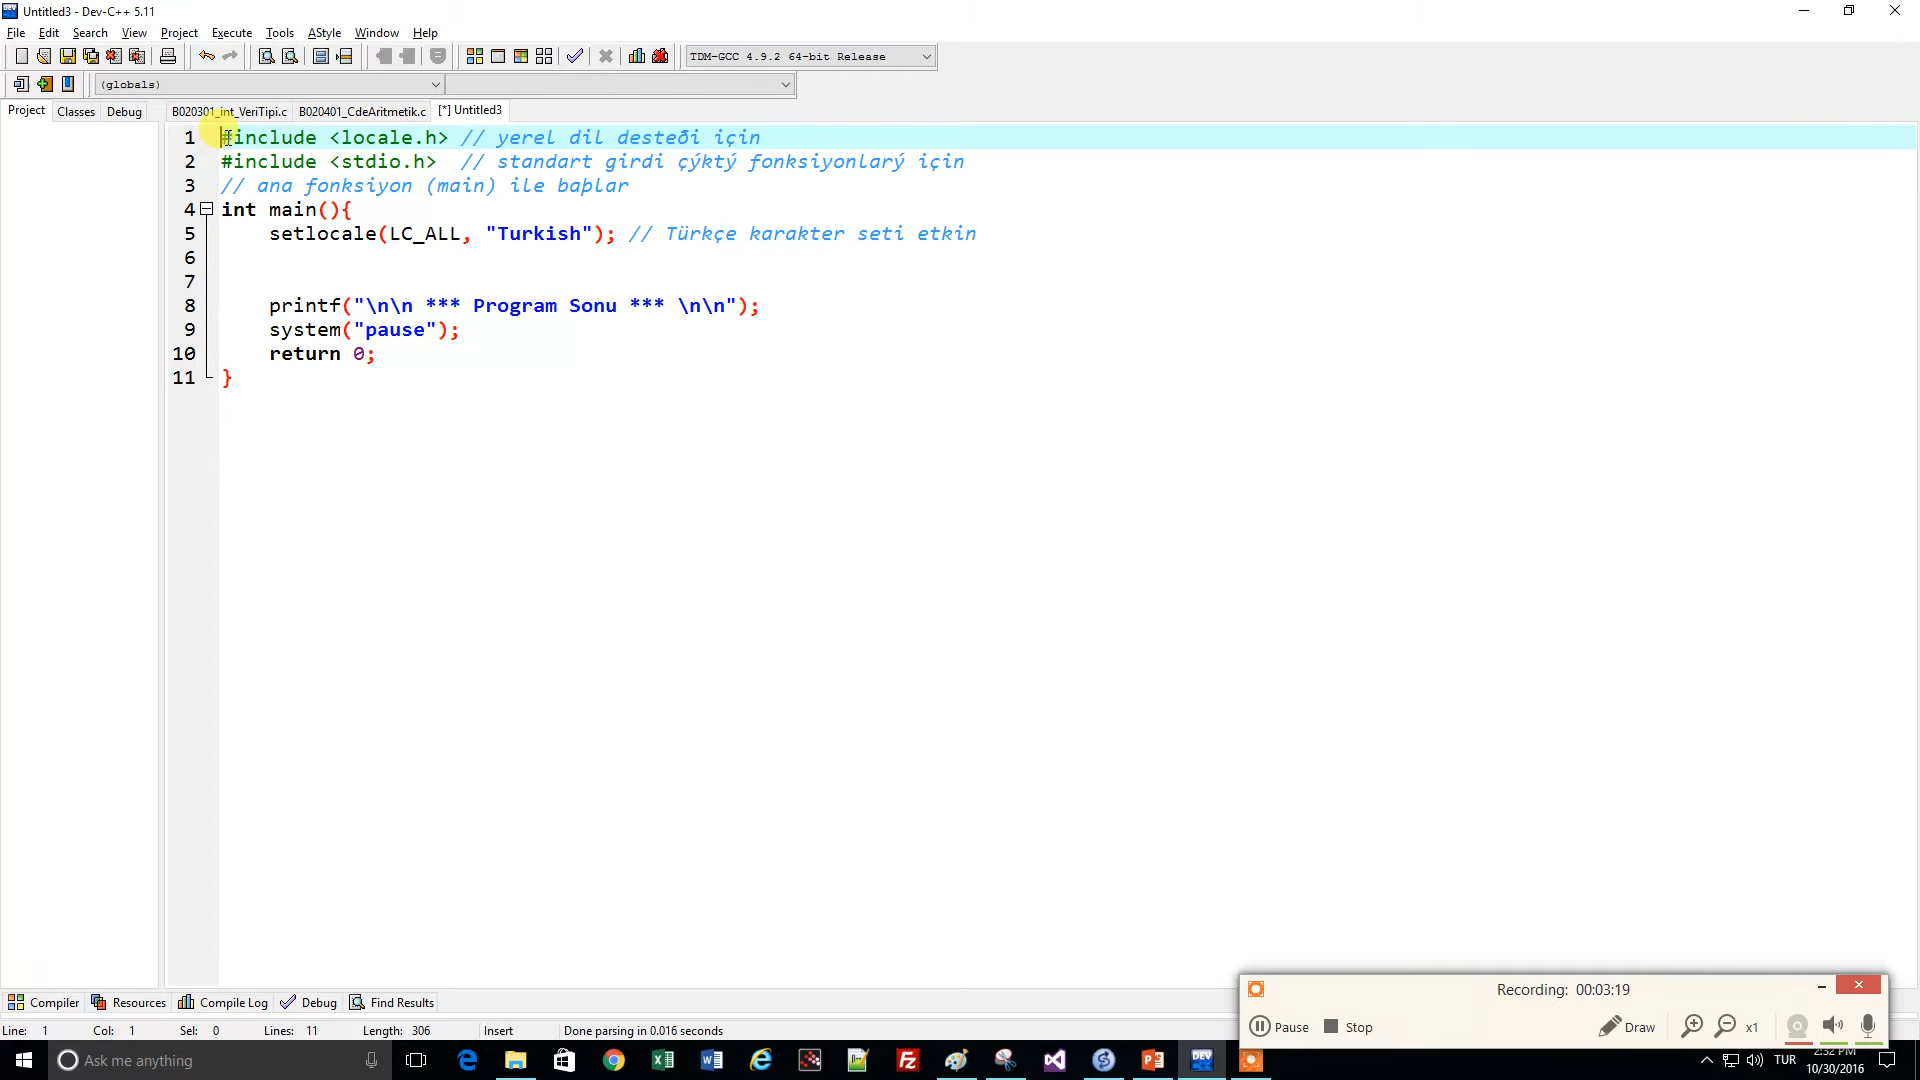 Untitled3 - Dev-C++ 5.11
File Edit Search View Project Execute Tools AStyle Window Help
TDM-GCC 4.9.2 64-bit Release
(globals)
Project Classes Debug B020301_int_VeriTipi.c B020401_CdeAritmetik.c [*] Untitled3
1 #include <locale.h> // yerel dil desteði için
2 #include <stdio.h> // standart girdi çýktý fonksiyonlarý için
3 // ana fonksiyon (main) ile baþlar
4 int main(){
5 setlocale(LC_ALL, "Turkish"); // Türkçe karakter seti etkin
6
7
8 printf("\n\n *** Program Sonu *** \n\n");
9 system("pause");
10 return 0;
11 }
Recording: 00:03:19
Pause Stop Draw x1
Compiler Resources Compile Log Debug Find Results
Line: 1 Col: 1 Sel: 0 Lines: 11 Length: 306 Insert Done parsing in 0.016 seconds
Ask me anything
TUR
2:32 PM
10/30/2016